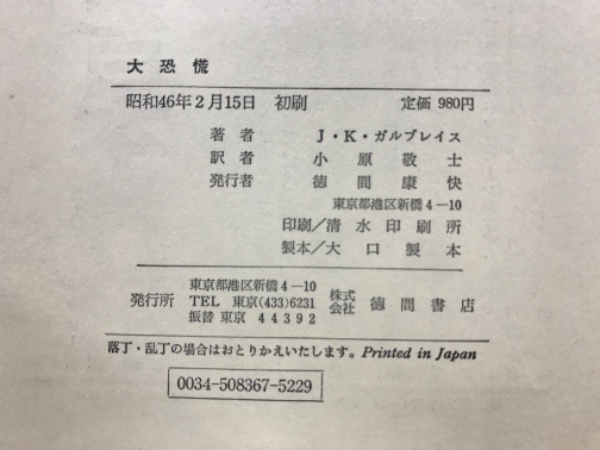 大恐慌
昭和46年2月15日 初刷 定価 980円
著者 J・K・ガルブレイス
訳者 小原敬士
発行者 徳間康快
東京都港区新橋4—10
印刷/清水印刷所
製本/大口製本
発行所 東京都港区新橋4—10
TEL 東京(433)6231
振替 東京 44392
株式会社 徳間書店
落丁・乱丁の場合はおとりかえいたします。Printed in Japan
0034-508367-5229